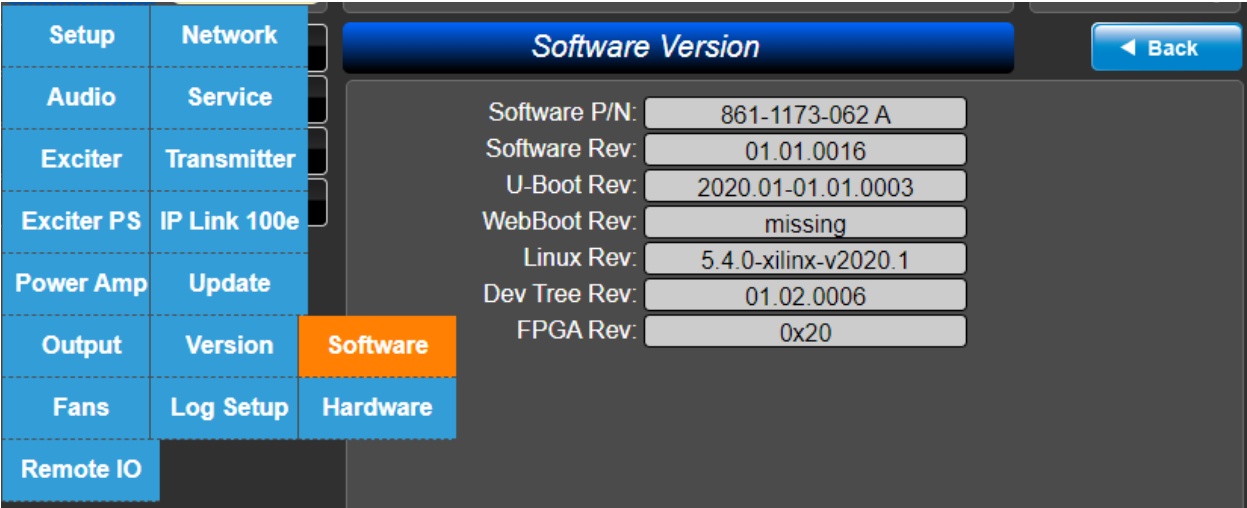 Setup Network
Software Version
◀ Back
Audio Service
Software P/N: 861-1173-062 A
Exciter Transmitter
Software Rev: 01.01.0016
U-Boot Rev: 2020.01-01.01.0003
Exciter PS IP Link 100e
WebBoot Rev: missing
Linux Rev: 5.4.0-xilinx-v2020.1
Power Amp Update
Dev Tree Rev: 01.02.0006
FPGA Rev: 0x20
Output Version Software
Fans Log Setup Hardware
Remote IO